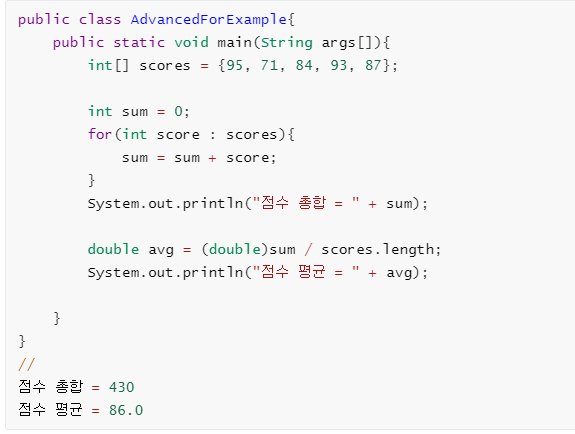 public class AdvancedForExample{
    public static void main(String args[]){
        int[] scores = {95, 71, 84, 93, 87};

        int sum = 0;
        for(int score : scores){
            sum = sum + score;
        }
        System.out.println("점수 총합 = " + sum);

        double avg = (double)sum / scores.length;
        System.out.println("점수 평균 = " + avg);

    }
}
//
점수 총합 = 430
점수 평균 = 86.0